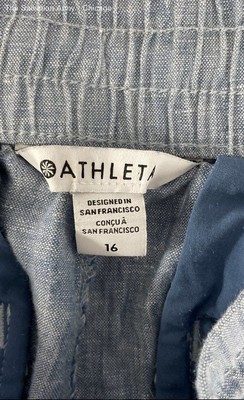 The Salvation Army - Chicago
ATHLETA
DESIGNED IN
SAN FRANCISCO
CONÇU À
SAN FRANCISCO
16